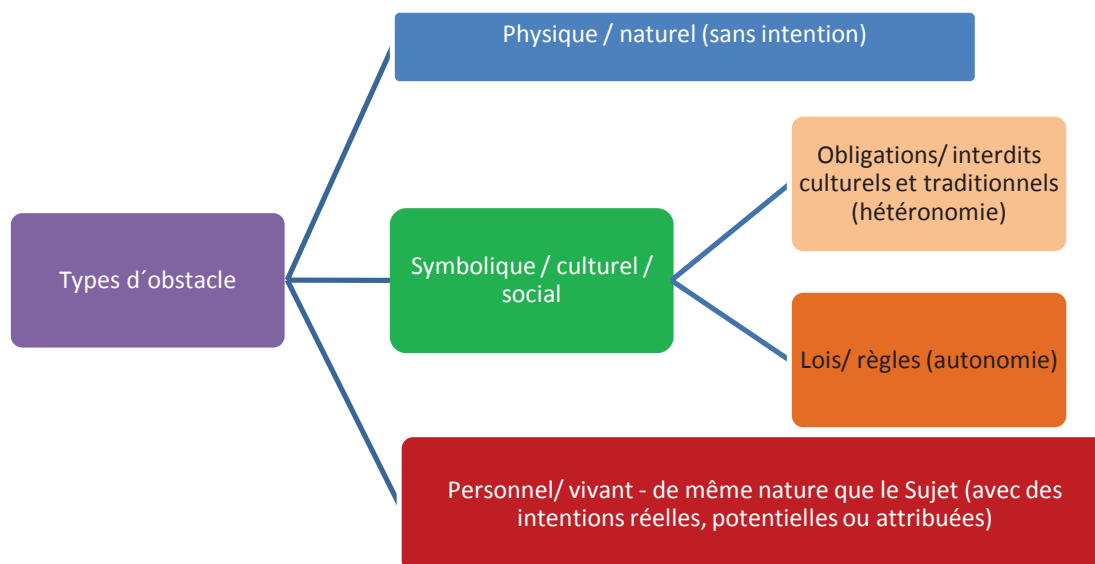 Physique / naturel (sans intention)
Obligations/ interdits
culturels et traditionnels
(hétéronomie)
Types d´obstacle
Symbolique / culturel /
social
Lois/ règles (autonomie)
Personnel/ vivant - de même nature que le Sujet (avec des
intentions réelles, potentielles ou attribuées)